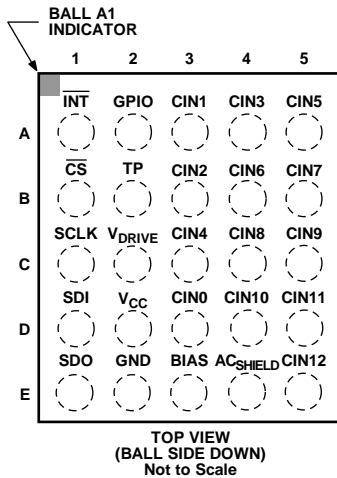 BALL A1
INDICATOR
1 2 3 4 5
I̅N̅T̅ GPIO CIN1 CIN3 CIN5
A
C̅S̅ TP CIN2 CIN6 CIN7
B
SCLK VDRIVE CIN4 CIN8 CIN9
C
SDI VCC CIN0 CIN10 CIN11
D
SDO GND BIAS ACSHIELD CIN12
E
TOP VIEW
(BALL SIDE DOWN)
Not to Scale